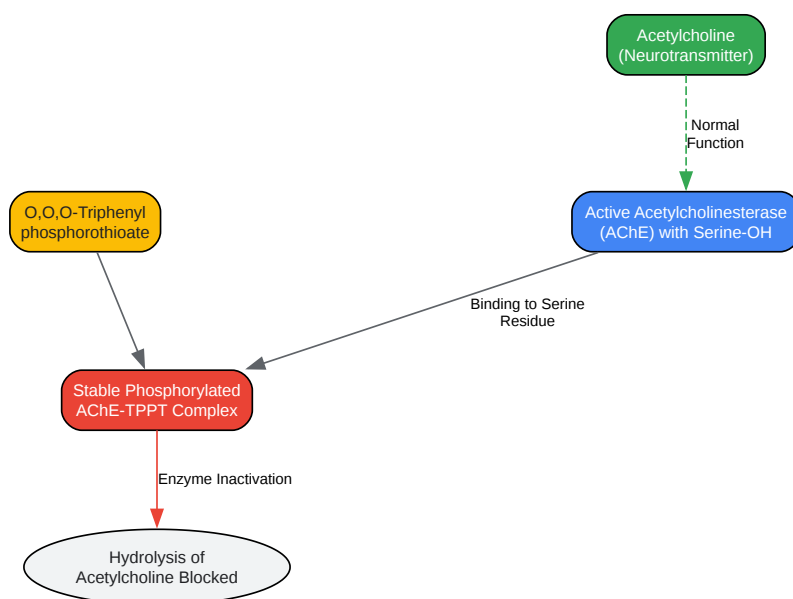 Acetylcholine
(Neurotransmitter)
Normal
Function
O,O,O-Triphenyl
phosphorothioate
Active Acetylcholinesterase
(AChE) with Serine-OH
Binding to Serine
Residue
Stable Phosphorylated
AChE-TPPT Complex
Enzyme Inactivation
Hydrolysis of
Acetylcholine Blocked